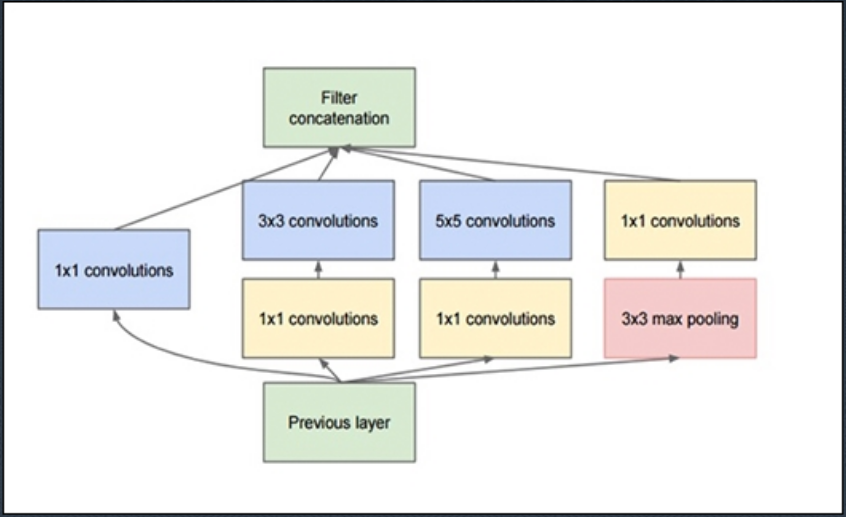 Filter
concatenation
3x3 convolutions
5x5 convolutions
1x1 convolutions
1x1 convolutions
1x1 convolutions
1x1 convolutions
3x3 max pooling
Previous layer